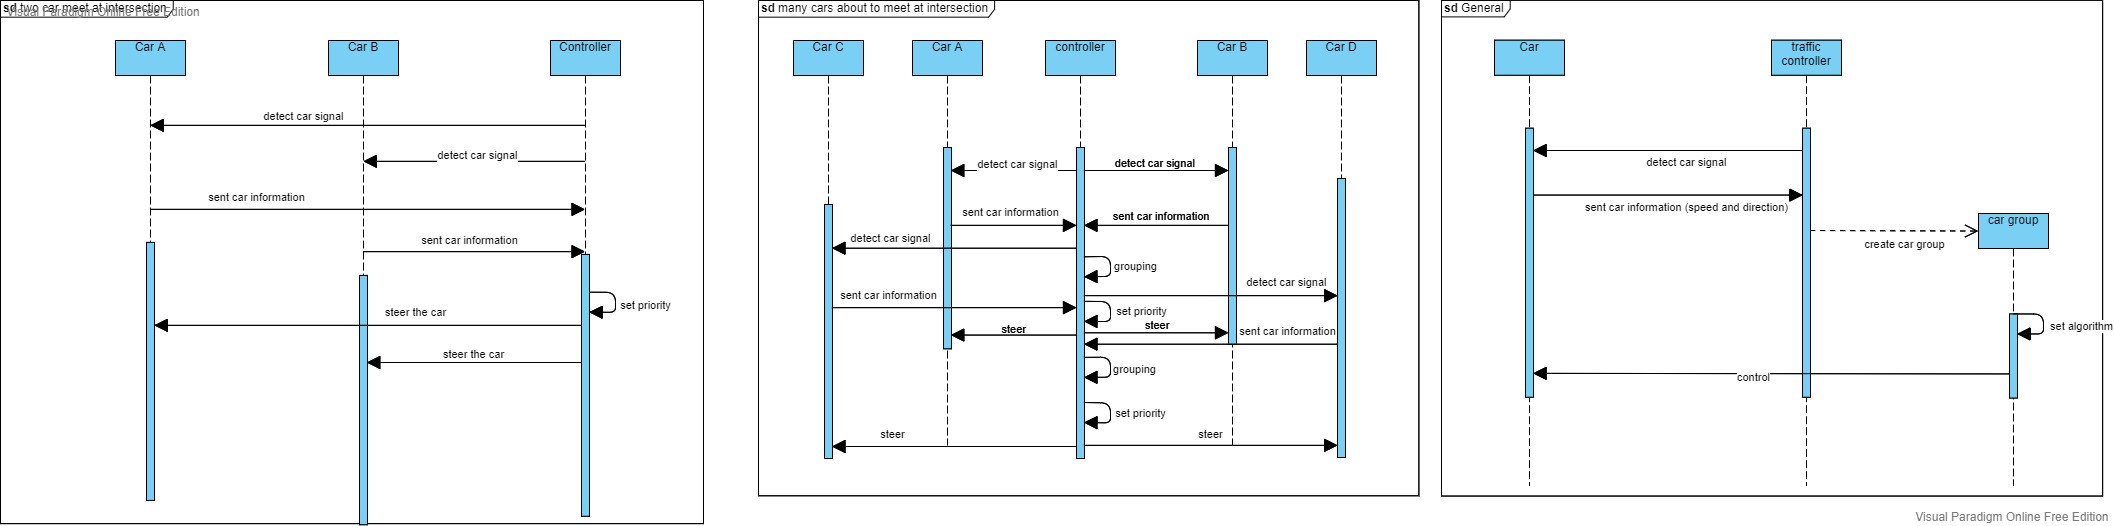 sd two car meet at intersection
Visual Paradigm Online Free Edition
Car A
Car B
Controller
detect car signal
detect car signal
sent car information
sent car information
set priority
steer the car
steer the car
sd many cars about to meet at intersection
Car C
Car A
controller
Car B
Car D
detect car signal
detect car signal
sent car information
sent car information
detect car signal
grouping
detect car signal
sent car information
set priority
steer
steer
sent car information
grouping
set priority
steer
steer
sd General
Car
traffic
controller
detect car signal
sent car information (speed and direction)
car group
create car group
set algorithm
control
Visual Paradigm Online Free Edition